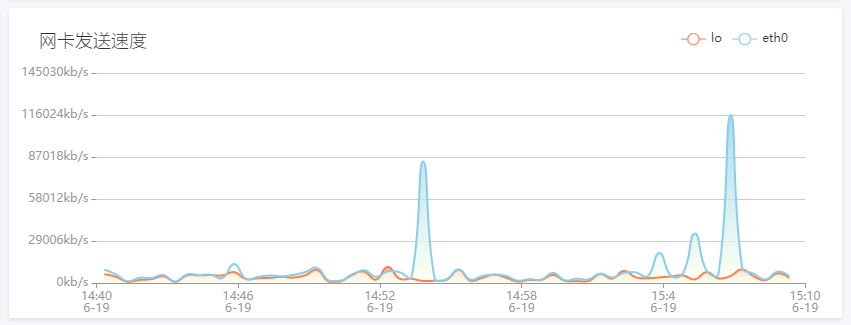 网卡发送速度
lo eth0
145030kb/s
116024kb/s
87018kb/s
58012kb/s
29006kb/s
0kb/s
14:40 14:46 14:52 14:58 15:4 15:10
6-19 6-19 6-19 6-19 6-19 6-19